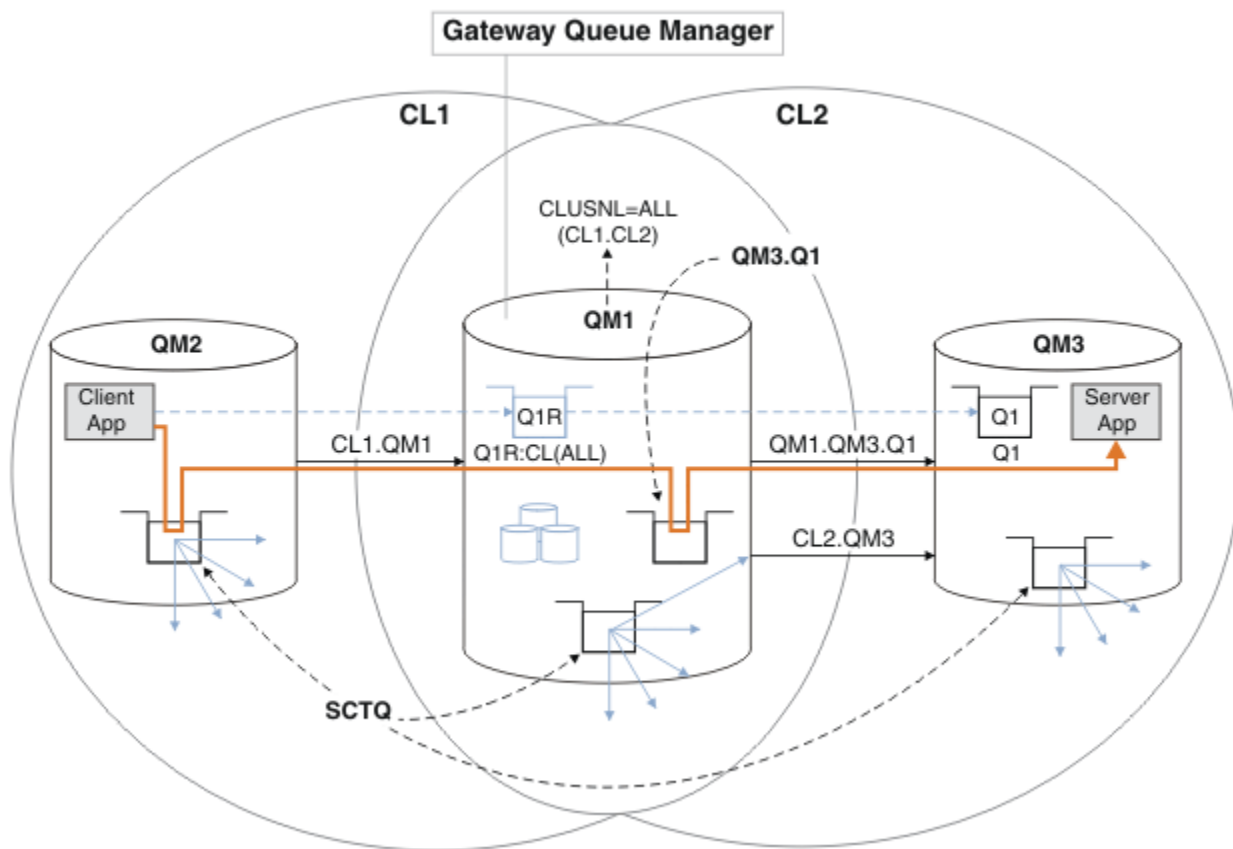 Gateway Queue Manager
CL1
CL2
CLUSNL=ALL
(CL1.CL2)
QM3.Q1
QM2
QM1
QM3
Client
App
Q1R
Q1
Server
App
CL1.QM1
Q1R:CL(ALL)
QM1.QM3.Q1
Q1
CL2.QM3
SCTQ